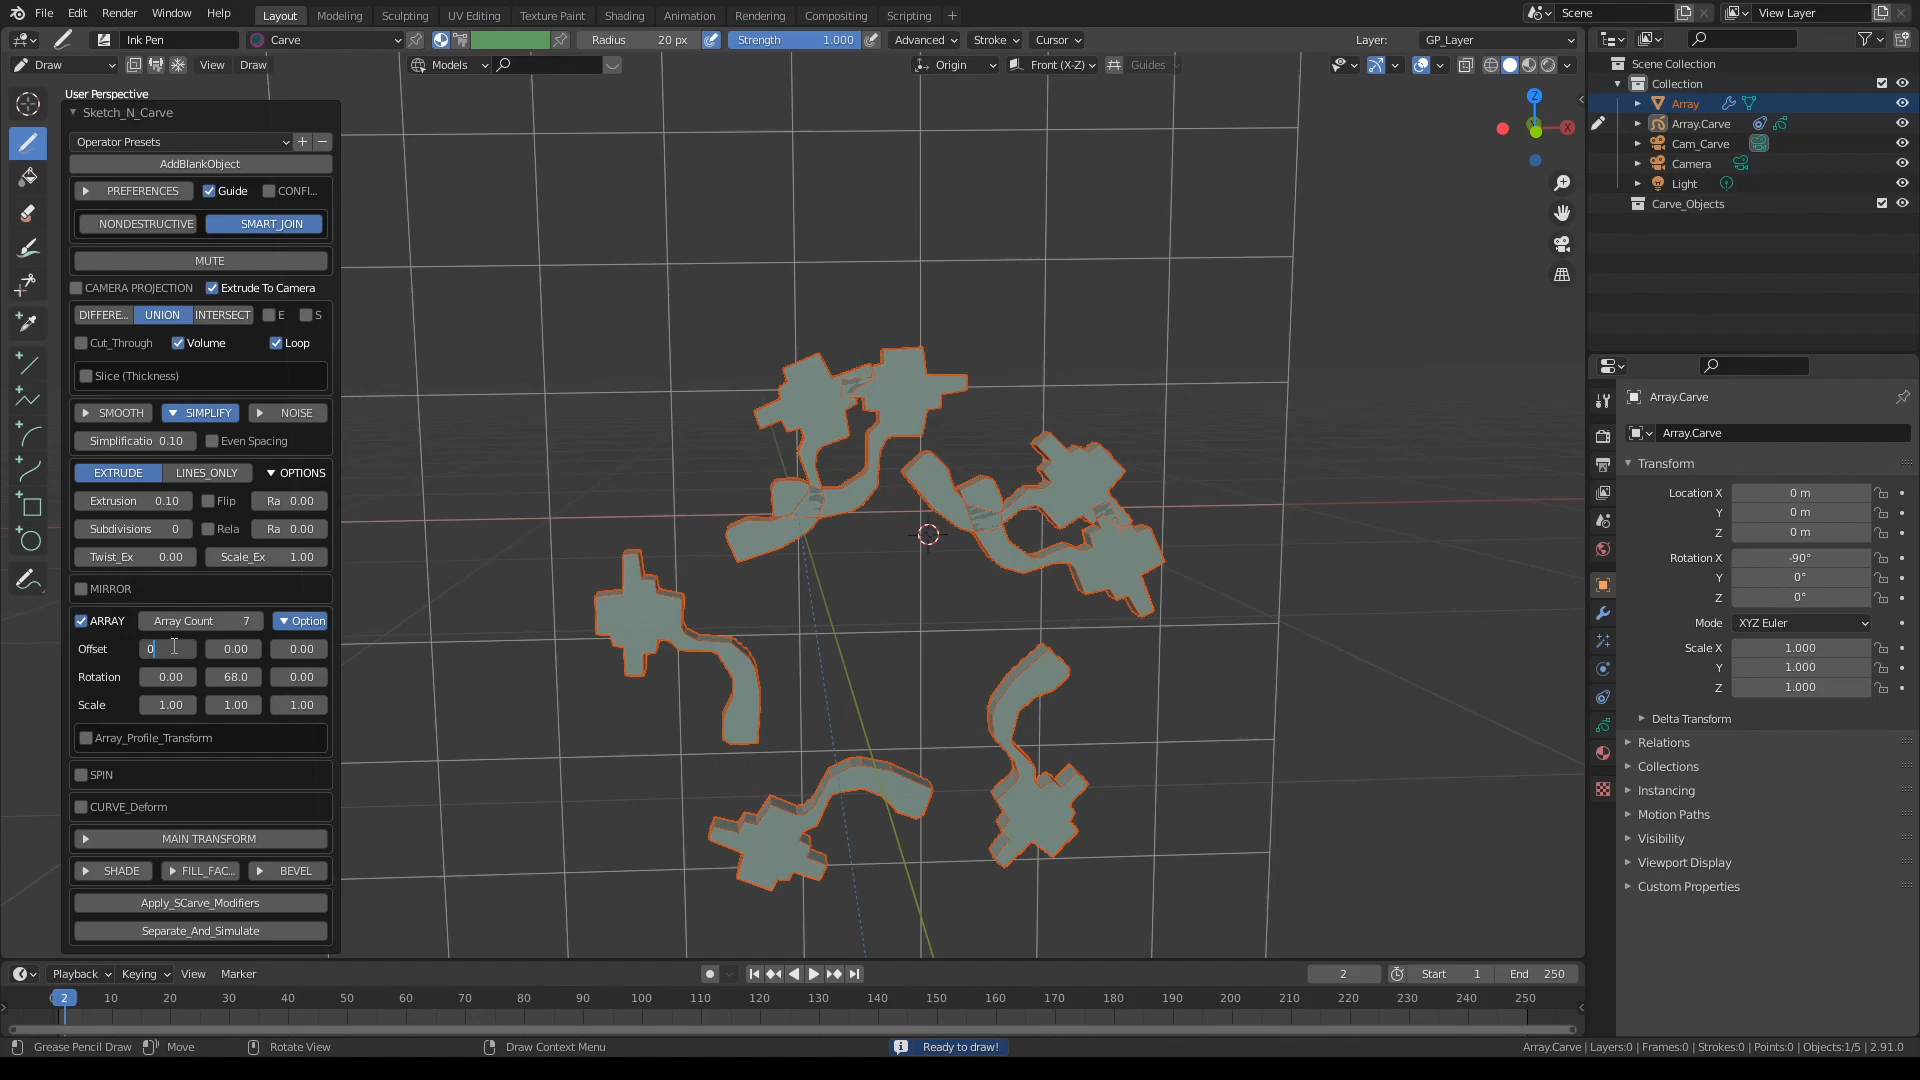 File Edit Render Window Help Layout Modeling Sculpting UV Editing Texture Paint Shading Animation Rendering Compositing Scripting + Scene View Layer
Ink Pen Carve Radius 20 px Strength 1.000 Advanced Stroke Cursor Layer: GP_Layer
Draw View Draw Models Origin Front (X-Z) Guides
User Perspective
Sketch_N_Carve
Operator Presets
AddBlankObject
PREFERENCES Guide CONFI...
NONDESTRUCTIVE SMART_JOIN
MUTE
CAMERA PROJECTION Extrude To Camera
DIFFERE... UNION INTERSECT E S
Cut_Through Volume Loop
Slice (Thickness)
SMOOTH SIMPLIFY NOISE
Simplificatio 0.10 Even Spacing
EXTRUDE LINES_ONLY OPTIONS
Extrusion 0.10 Flip Ra 0.00
Subdivisions 0 Rela Ra 0.00
Twist_Ex 0.00 Scale_Ex 1.00
MIRROR
ARRAY Array Count 7 Option
Offset 0 0.00 0.00
Rotation 0.00 68.0 0.00
Scale 1.00 1.00 1.00
Array_Profile_Transform
SPIN
CURVE_Deform
MAIN TRANSFORM
SHADE FILL_FAC... BEVEL
Apply_SCarve_Modifiers
Separate_And_Simulate
Z
X
Scene Collection
Collection
Array
Array.Carve
Cam_Carve
Camera
Light
Carve_Objects
Array.Carve
Array.Carve
Transform
Location X 0 m
Y 0 m
Z 0 m
Rotation X -90°
Y 0°
Z 0°
Mode XYZ Euler
Scale X 1.000
Y 1.000
Z 1.000
Delta Transform
Relations
Collections
Instancing
Motion Paths
Visibility
Viewport Display
Custom Properties
Playback Keying View Marker 2 Start 1 End 250
2 10 20 30 40 50 60 70 80 90 100 110 120 130 140 150 160 170 180 190 200 210 220 230 240 250
Grease Pencil Draw Move Rotate View Draw Context Menu Ready to draw! Array.Carve | Layers:0 | Frames:0 | Strokes:0 | Points:0 | Objects:1/5 | 2.91.0